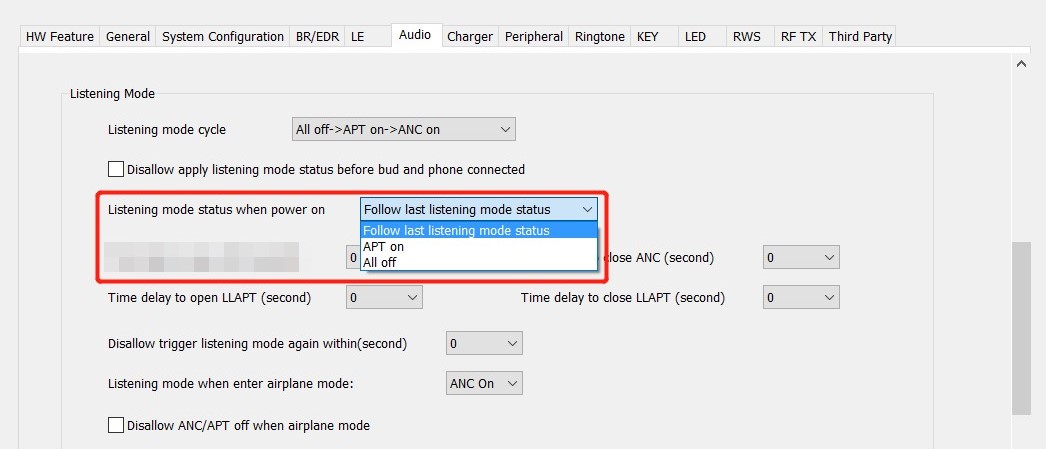 HW Feature General System Configuration BR/EDR LE Audio Charger Peripheral Ringtone KEY LED RWS RF TX Third Party
Listening Mode
Listening mode cycle All off->APT on->ANC on
Disallow apply listening mode status before bud and phone connected
Listening mode status when power on Follow last listening mode status
Follow last listening mode status
APT on
0 close ANC (second) 0
All off
Time delay to open LLAPT (second) 0 Time delay to close LLAPT (second) 0
Disallow trigger listening mode again within(second) 0
Listening mode when enter airplane mode: ANC On
Disallow ANC/APT off when airplane mode